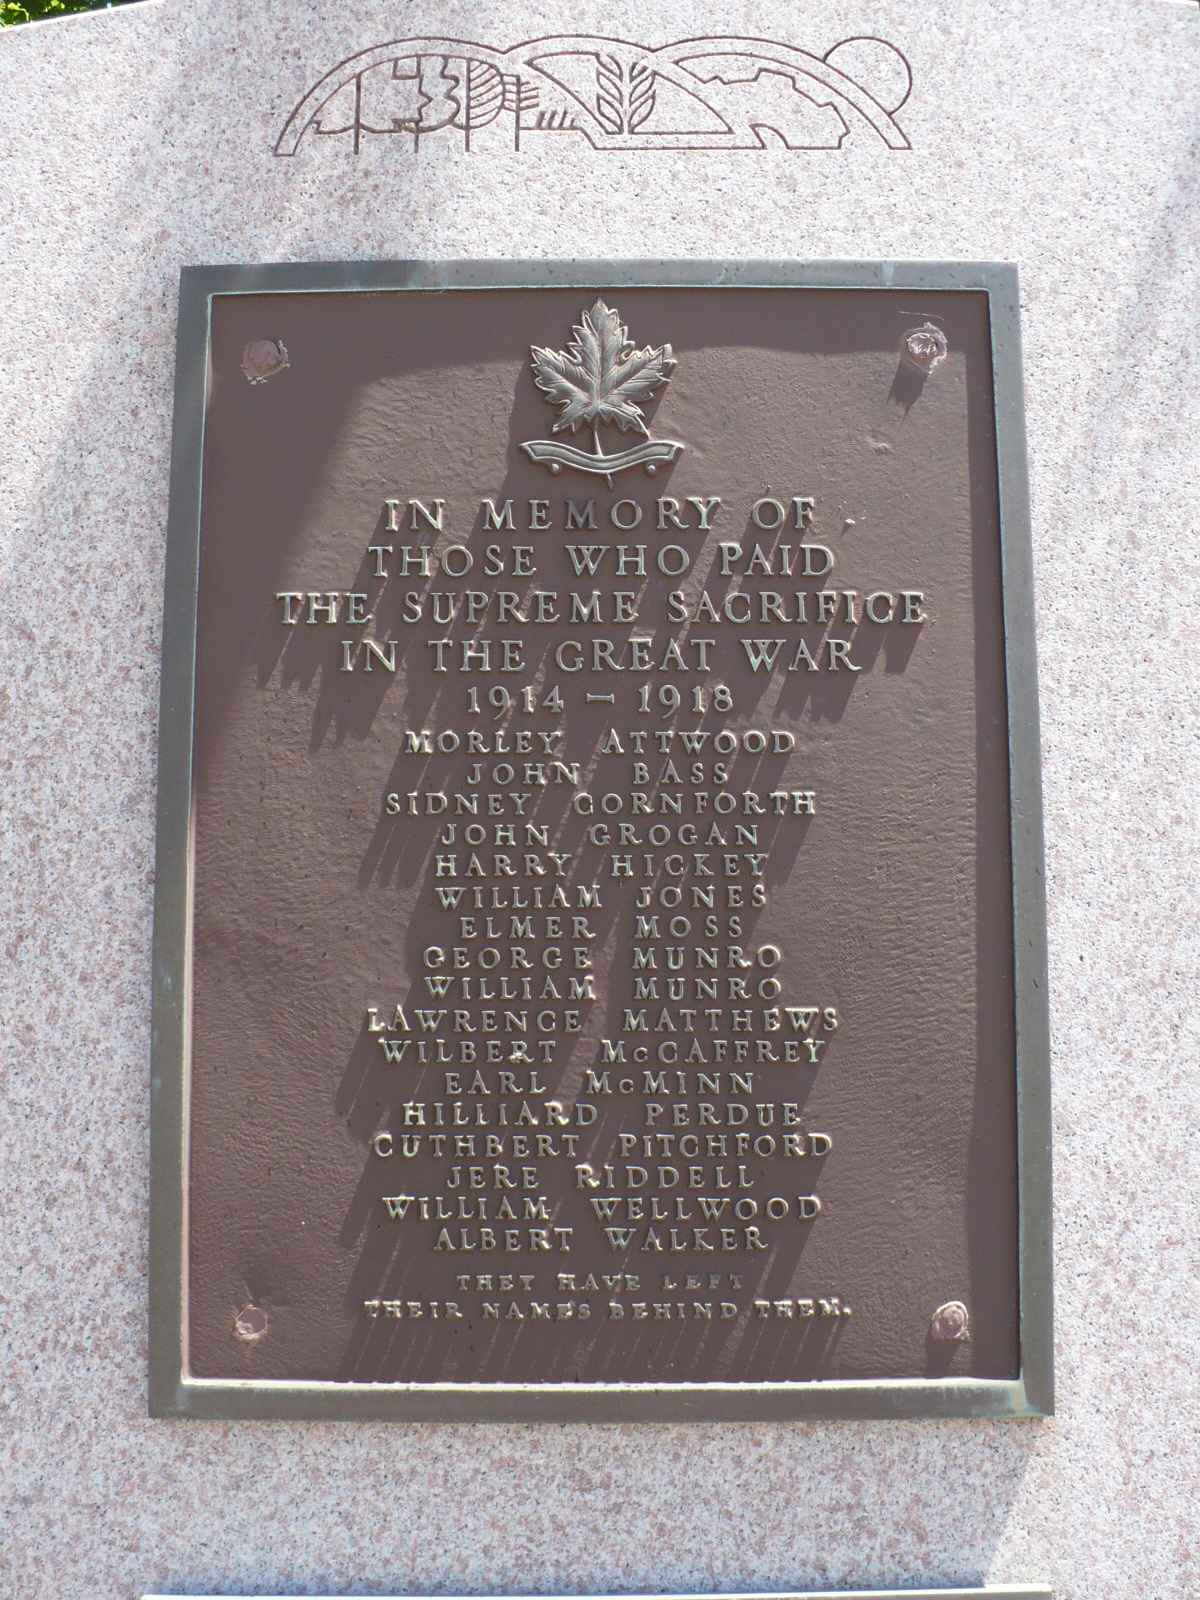 IN MEMORY OF
THOSE WHO PAID
THE SUPREME SACRIFICE
IN THE GREAT WAR
1914 – 1918
MORLEY ATTWOOD
JOHN BASS
SIDNEY CORNFORTH
JOHN GROGAN
HARRY HICKEY
WILLIAM JONES
ELMER MOSS
GEORGE MUNRO
WILLIAM MUNRO
LAWRENCE MATTHEWS
WILBERT McCAFFREY
EARL McMINN
HILLIARD PERDUE
CUTHBERT PITCHFORD
JERE RIDDELL
WILLIAM WELLWOOD
ALBERT WALKER
THEY HAVE LEFT
THEIR NAMES BEHIND THEM.